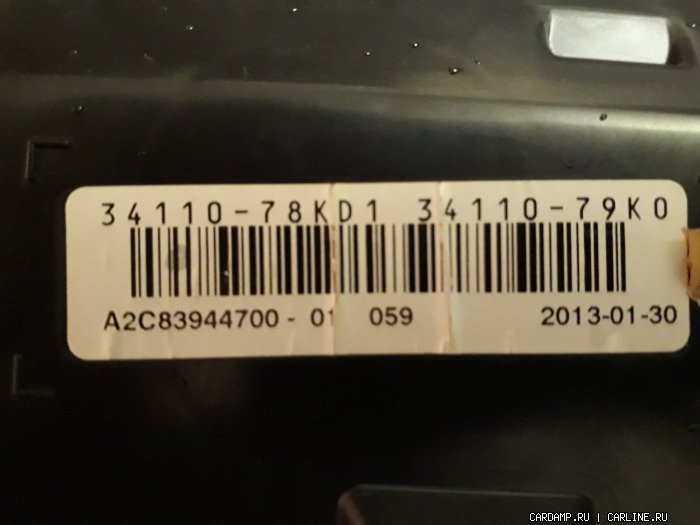 34110-78KD1 34110-79K0
A2C83944700 - 01 059 2013-01-30
CARDAMP.RU | CARLINE.RU